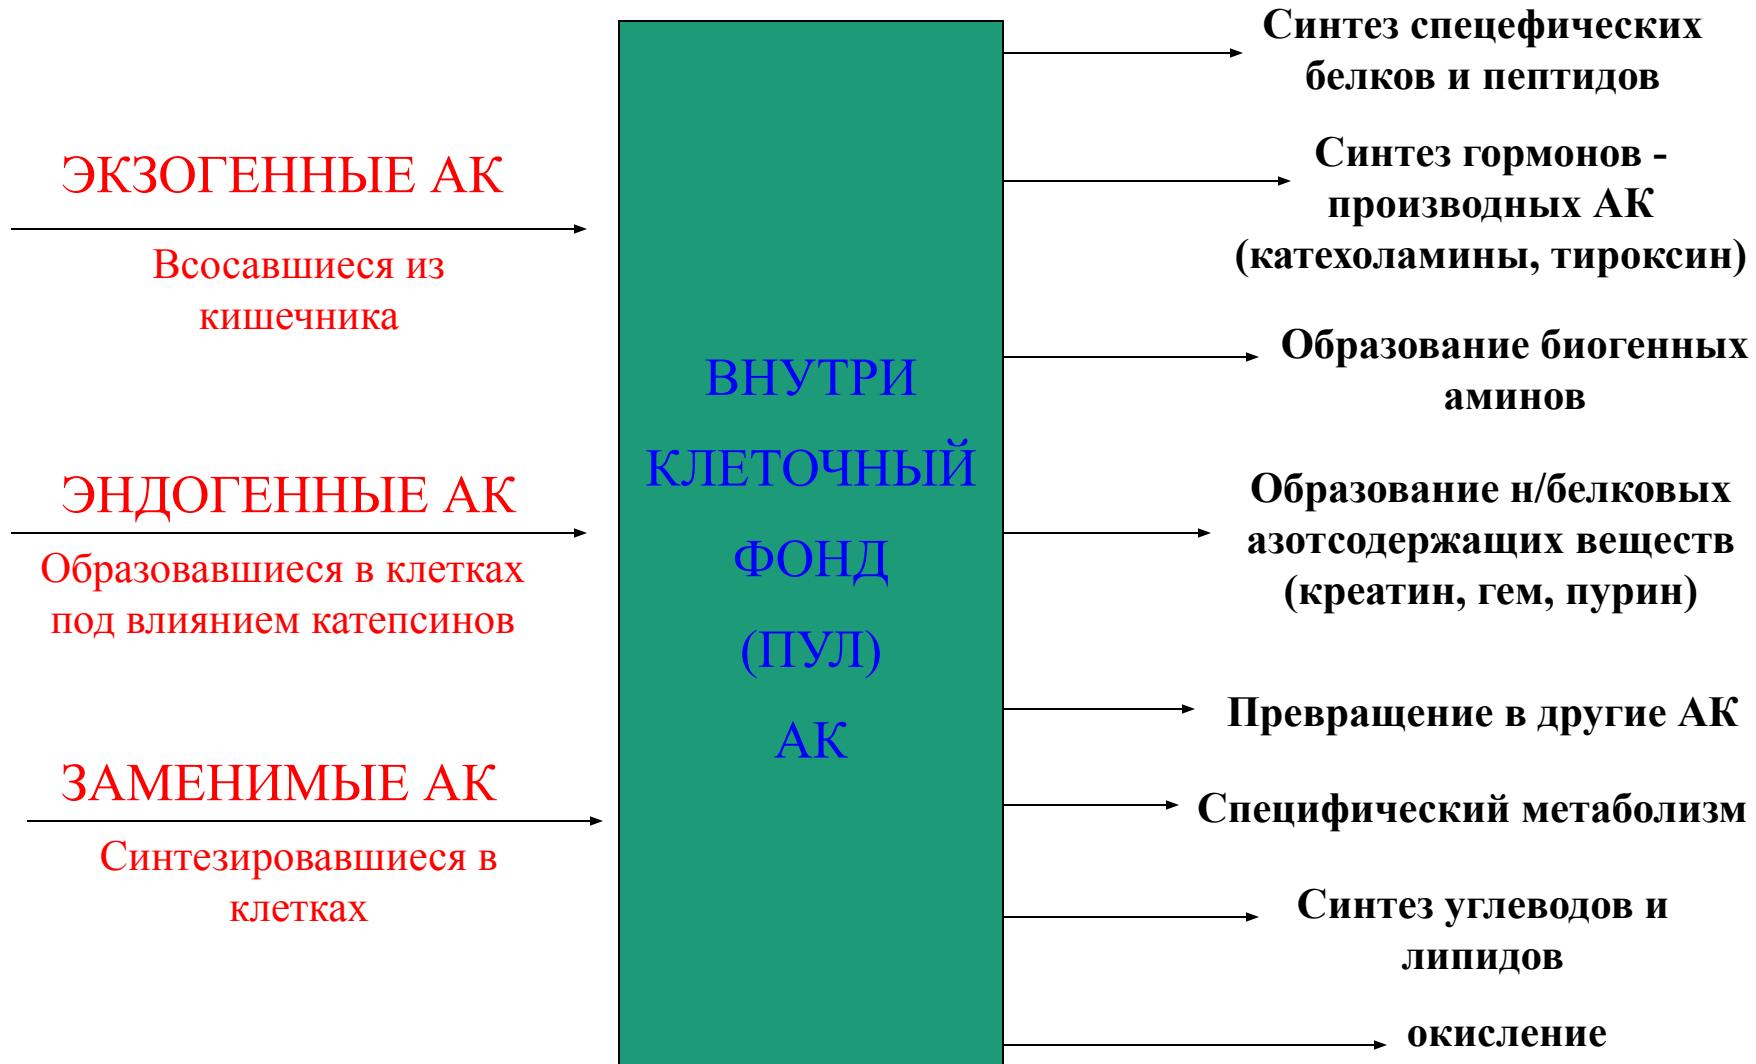 ЭКЗОГЕННЫЕ АК
Всосавшиеся из
кишечника
ЭНДОГЕННЫЕ АК
Образовавшиеся в клетках
под влиянием катепсинов
ЗАМЕНИМЫЕ АК
Синтезировавшиеся в
клетках
ВНУТРИ
КЛЕТОЧНЫЙ
ФОНД
(ПУЛ)
АК
Синтез спецефических
белков и пептидов
Синтез гормонов -
производных АК
(катехоламины, тироксин)
Образование биогенных
аминов
Образование н/белковых
азотсодержащих веществ
(креатин, гем, пурин)
Превращение в другие АК
Специфический метаболизм
Синтез углеводов и
липидов
окисление